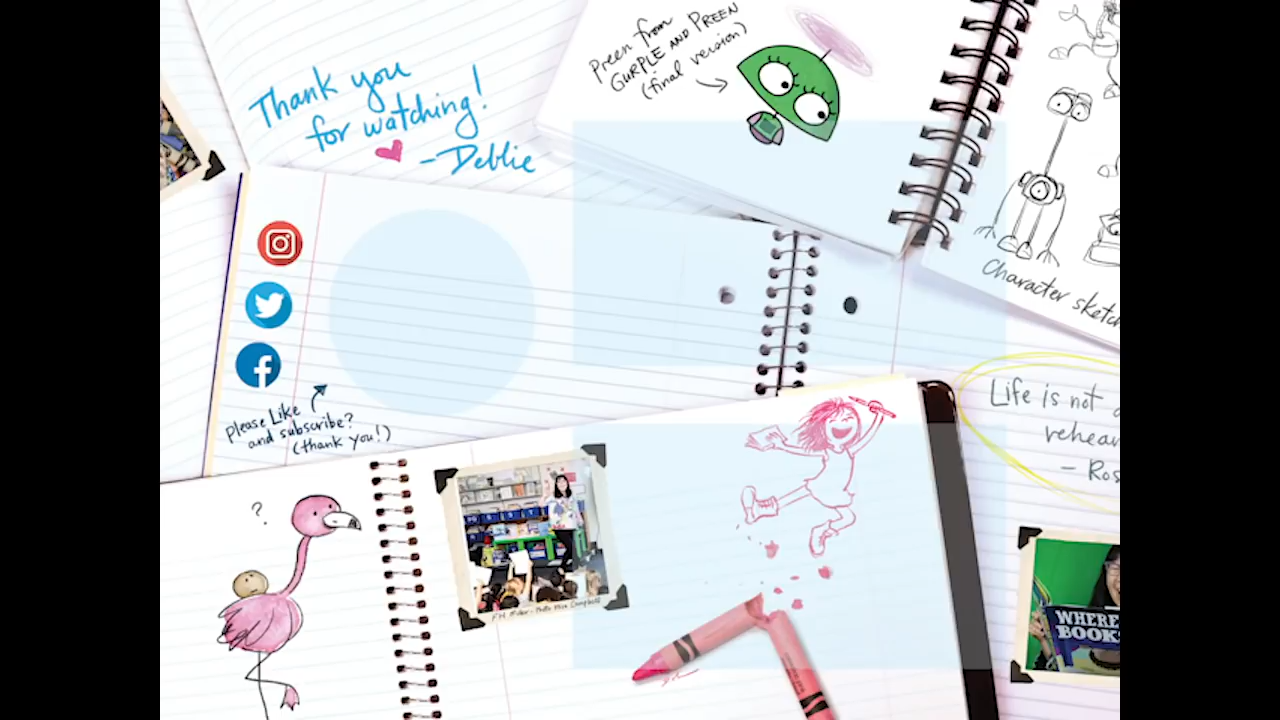 Thank you
for watching!
- Debbie
Preen from
GURPLE AND PREEN
(final version)
Character sketch
please Like
and subscribe?
(thank you!)
Life is not a
rehear
- Ros
?
WHERE
BOOK